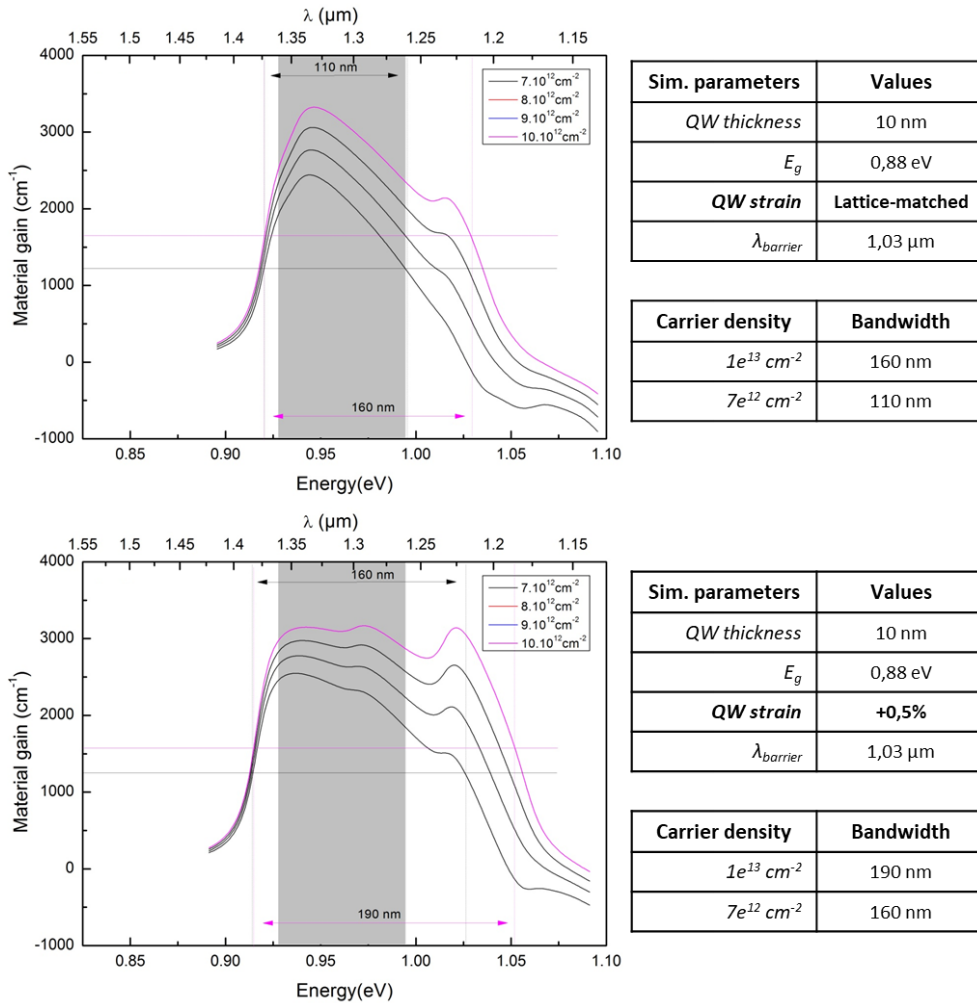 λ (μm)
1.55 1.5 1.45 1.4 1.35 1.3 1.25 1.2 1.15
4000
3000
2000
1000
0
-1000
Material gain (cm⁻¹)
110 nm
7.10¹²cm⁻²
8.10¹²cm⁻²
9.10¹²cm⁻²
10.10¹²cm⁻²
160 nm
0.85 0.90 0.95 1.00 1.05 1.10
Energy(eV)
Sim. parameters Values
QW thickness 10 nm
E_g 0,88 eV
QW strain Lattice-matched
λ_barrier 1,03 μm
Carrier density Bandwidth
1e¹³ cm⁻² 160 nm
7e¹² cm⁻² 110 nm
λ (μm)
1.55 1.5 1.45 1.4 1.35 1.3 1.25 1.2 1.15
4000
3000
2000
1000
0
-1000
Material gain (cm⁻¹)
160 nm
7.10¹²cm⁻²
8.10¹²cm⁻²
9.10¹²cm⁻²
10.10¹²cm⁻²
190 nm
0.85 0.90 0.95 1.00 1.05 1.10
Energy(eV)
Sim. parameters Values
QW thickness 10 nm
E_g 0,88 eV
QW strain +0,5%
λ_barrier 1,03 μm
Carrier density Bandwidth
1e¹³ cm⁻² 190 nm
7e¹² cm⁻² 160 nm